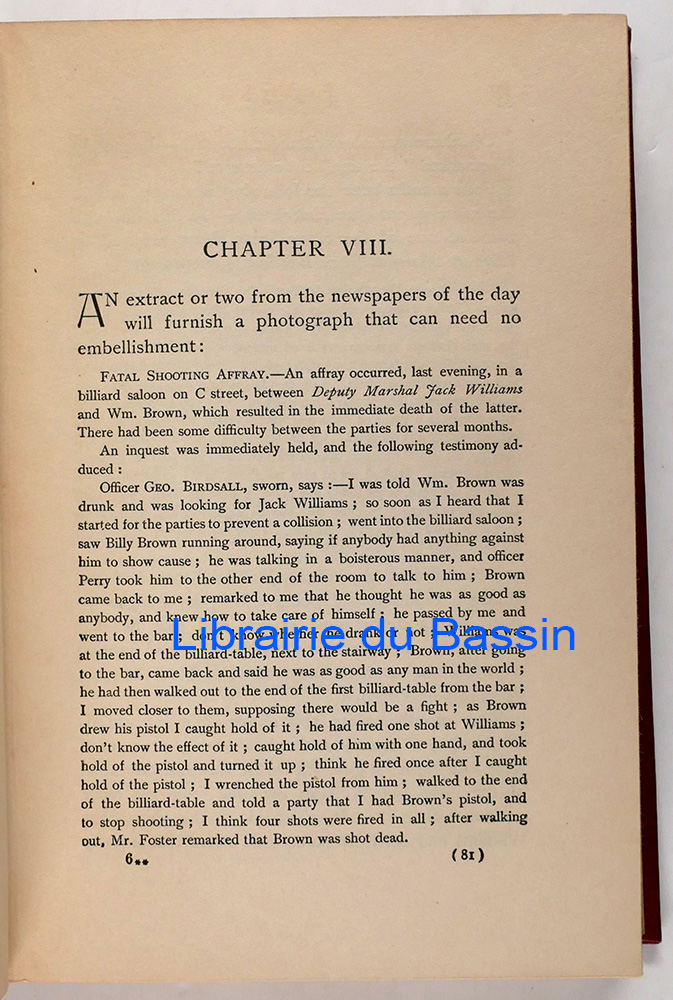 CHAPTER VIII.
AN extract or two from the newspapers of the day
will furnish a photograph that can need no
embellishment:
FATAL SHOOTING AFFRAY.—An affray occurred, last evening, in a
billiard saloon on C street, between Deputy Marshal Jack Williams
and Wm. Brown, which resulted in the immediate death of the latter.
There had been some difficulty between the parties for several months.
An inquest was immediately held, and the following testimony ad-
duced :
Officer GEO. BIRDSALL, sworn, says :—I was told Wm. Brown was
drunk and was looking for Jack Williams ; so soon as I heard that I
started for the parties to prevent a collision ; went into the billiard saloon ;
saw Billy Brown running around, saying if anybody had anything against
him to show cause ; he was talking in a boisterous manner, and officer
Perry took him to the other end of the room to talk to him ; Brown
came back to me ; remarked to me that he thought he was as good as
anybody, and knew how to take care of himself ; he passed by me and
went to the bar ; don't know whether he drank or not ; Williams was
Librairie du Bassin
at the end of the billiard-table, next to the stairway ; Brown, after going
to the bar, came back and said he was as good as any man in the world ;
he had then walked out to the end of the first billiard-table from the bar ;
I moved closer to them, supposing there would be a fight ; as Brown
drew his pistol I caught hold of it ; he had fired one shot at Williams ;
don't know the effect of it ; caught hold of him with one hand, and took
hold of the pistol and turned it up ; think he fired once after I caught
hold of the pistol ; I wrenched the pistol from him ; walked to the end
of the billiard-table and told a party that I had Brown's pistol, and
to stop shooting ; I think four shots were fired in all ; after walking
out, Mr. Foster remarked that Brown was shot dead.
6** (81)